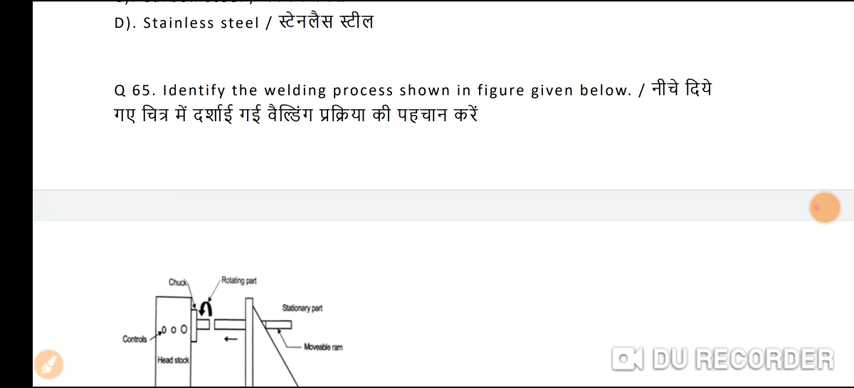 D). Stainless steel / स्टेनलैस स्टील
Q 65. Identify the welding process shown in figure given below. / नीचे दिये
गए चित्र में दर्शाई गई वैल्डिंग प्रक्रिया की पहचान करें
Chuck
Rotating part
Stationary part
Controls
Moveable ram
Head stock
DU RECORDER